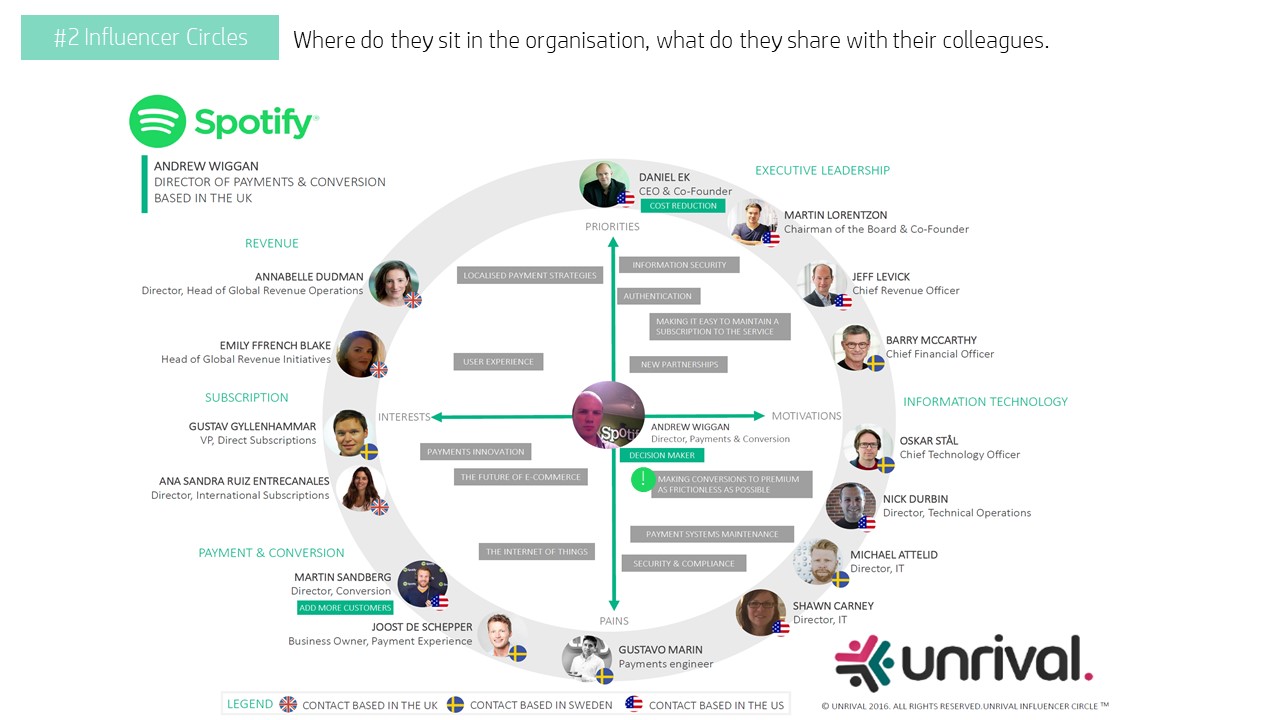 #2 Influencer Circles
Where do they sit in the organisation, what do they share with their colleagues.
Spotify®
ANDREW WIGGAN
DIRECTOR OF PAYMENTS & CONVERSION
BASED IN THE UK
DANIEL EK
CEO & Co-Founder
COST REDUCTION
EXECUTIVE LEADERSHIP
MARTIN LORENTZON
Chairman of the Board & Co-Founder
JEFF LEVICK
Chief Revenue Officer
BARRY MCCARTHY
Chief Financial Officer
INFORMATION TECHNOLOGY
OSKAR STÅL
Chief Technology Officer
NICK DURBIN
Director, Technical Operations
MICHAEL ATTELID
Director, IT
SHAWN CARNEY
Director, IT
GUSTAVO MARIN
Payments engineer
REVENUE
ANNABELLE DUDMAN
Director, Head of Global Revenue Operations
EMILY FFRENCH BLAKE
Head of Global Revenue Initiatives
SUBSCRIPTION
GUSTAV GYLLENHAMMAR
VP, Direct Subscriptions
ANA SANDRA RUIZ ENTRECANALES
Director, International Subscriptions
PAYMENT & CONVERSION
MARTIN SANDBERG
Director, Conversion
ADD MORE CUSTOMERS
JOOST DE SCHEPPER
Business Owner, Payment Experience
PRIORITIES
LOCALISED PAYMENT STRATEGIES
INFORMATION SECURITY
AUTHENTICATION
MAKING IT EASY TO MAINTAIN A
SUBSCRIPTION TO THE SERVICE
USER EXPERIENCE
NEW PARTNERSHIPS
INTERESTS
MOTIVATIONS
Spotif
ANDREW WIGGAN
Director, Payments & Conversion
DECISION MAKER
PAYMENTS INNOVATION
THE FUTURE OF E-COMMERCE
!
MAKING CONVERSIONS TO PREMIUM
AS FRICTIONLESS AS POSSIBLE
PAYMENT SYSTEMS MAINTENANCE
THE INTERNET OF THINGS
SECURITY & COMPLIANCE
PAINS
unrival.
LEGEND
CONTACT BASED IN THE UK
CONTACT BASED IN SWEDEN
CONTACT BASED IN THE US
© UNRIVAL 2016. ALL RIGHTS RESERVED.UNRIVAL INFLUENCER CIRCLE ™